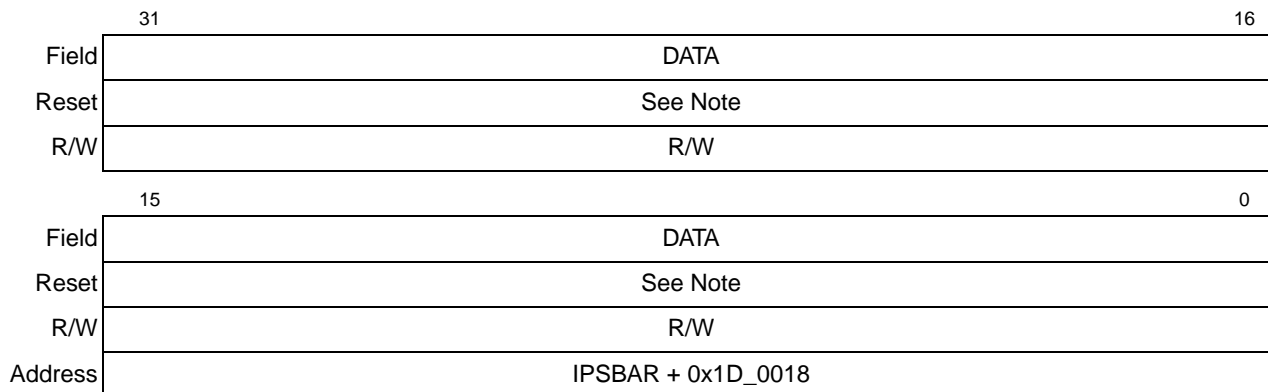 31 16
Field DATA
Reset See Note
R/W R/W
15 0
Field DATA
Reset See Note
R/W R/W
Address IPSBAR + 0x1D_0018